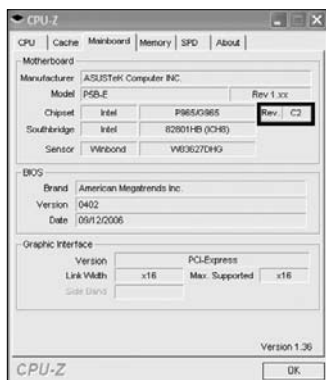 CPU-Z
CPU Cache Mainboard Memory SPD About
Motherboard
Manufacturer ASUSTeK Computer INC.
Model P5B-E Rev 1.xx
Chipset Intel P965/G965 Rev. C2
Southbridge Intel 82801HB (ICH8)
Sensor Winbond W83627DHG
BIOS
Brand American Megatrends Inc.
Version 0402
Date 09/12/2006
Graphic Interface
Version PCI-Express
Link Width x16 Max. Supported x16
Side Band
Version 1.36
CPU-Z OK